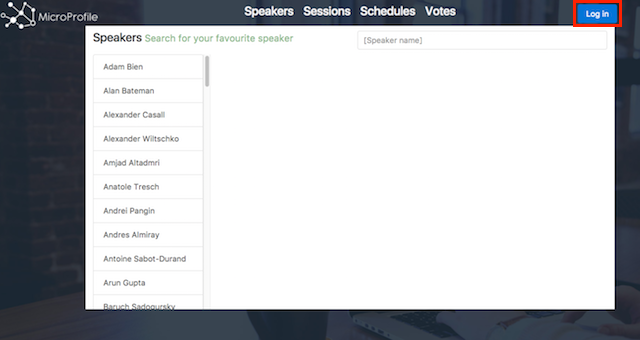 MicroProfile
Speakers Sessions Schedules Votes
Log in
Speakers Search for your favourite speaker
[Speaker name]
Adam Bien
Alan Bateman
Alexander Casall
Alexander Wiltschko
Amjad Altadmri
Anatole Tresch
Andrei Pangin
Andres Almiray
Antoine Sabot-Durand
Arun Gupta
Baruch Sadogursky